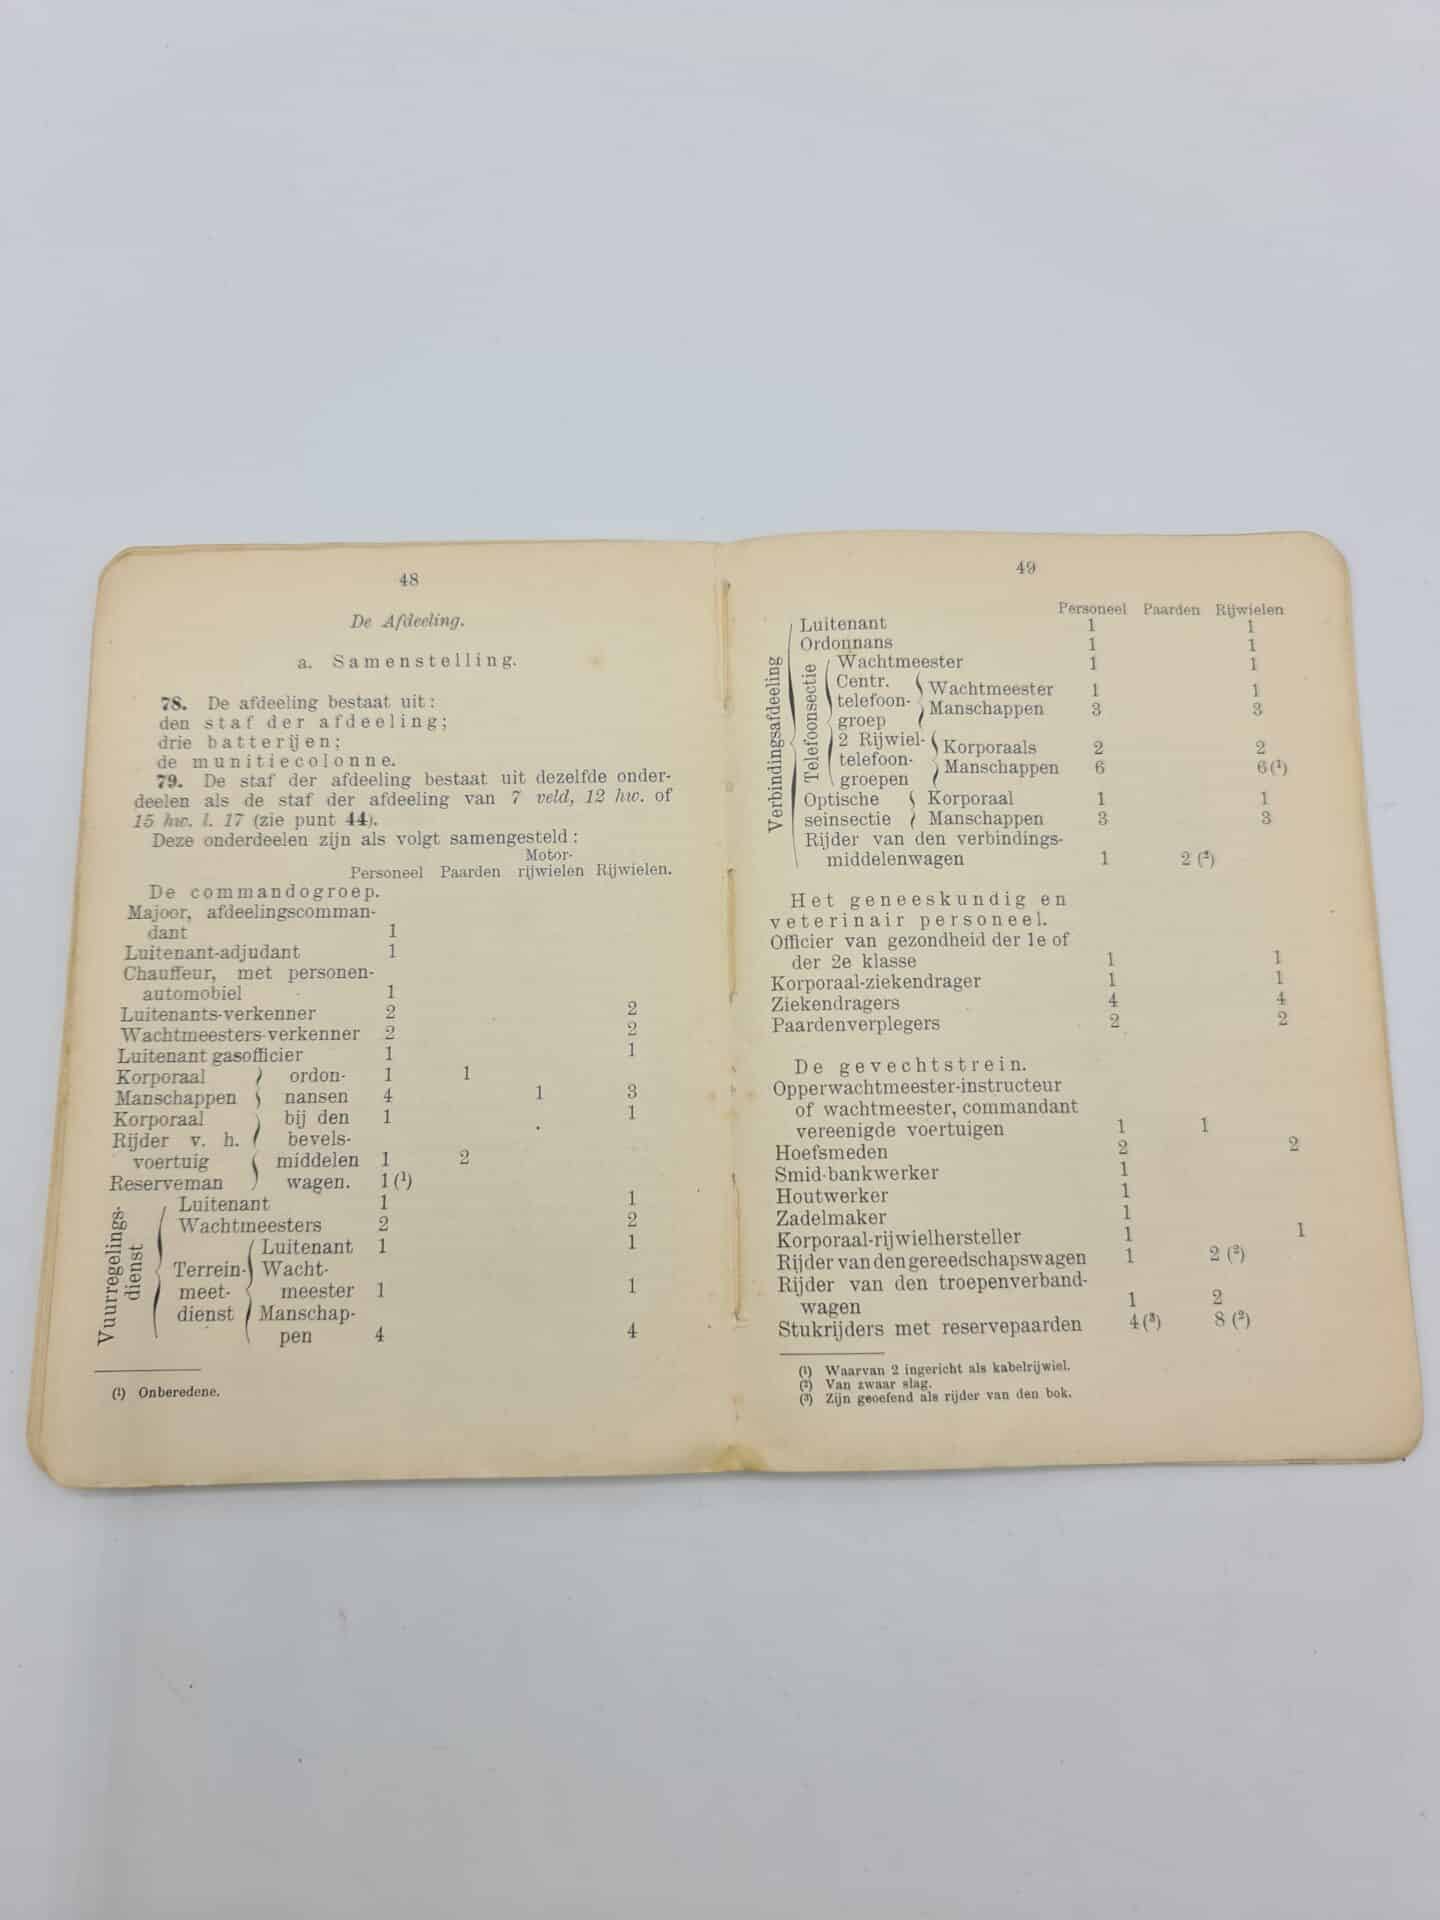 48
De Afdeeling.
a. Samenstelling.
78. De afdeeling bestaat uit:
den staf der afdeeling;
drie batterijen;
de munitiecolonne.
79. De staf der afdeeling bestaat uit dezelfde onder-
deelen als de staf der afdeeling van 7 veld, 12 hw. of
15 hw. l. 17 (zie punt 44).
Deze onderdeelen zijn als volgt samengesteld:
Motor-
Personeel Paarden rijwielen Rijwielen.
De commandogroep.
Majoor, afdeelingscomman-
dant 1
Luitenant-adjudant 1
Chauffeur, met personen-
automobiel 1
Luitenants-verkenner 2 2
Wachtmeesters-verkenner 2 2
Luitenant gasofficier 1 1
Korporaal ordon- 1 1
Manschappen nansen 4 1 3
Korporaal bij den 1 1
Rijder v. h. bevels-
voertuig middelen 1 2
Reserveman wagen. 1(1)
Vuurregelings-
dienst
Luitenant 1 1
Wachtmeesters 2 2
Luitenant 1 1
Terrein- Wacht-
meet- meester 1 1
dienst Manschap-
pen 4 4
(1) Onberedene.
49
Personeel Paarden Rijwielen
Verbindingsafdeeling
Luitenant 1 1
Ordonnans 1 1
Telefoonsectie
Wachtmeester 1 1
Centr.
telefoon-
groep
Wachtmeester 1 1
Manschappen 3 3
2 Rijwiel-
telefoon-
groepen
Korporaals 2 2
Manschappen 6 6(1)
Optische Korporaal 1 1
seinsectie Manschappen 3 3
Rijder van den verbindings-
middelenwagen 1 2 (2)
Het geneeskundig en
veterinair personeel.
Officier van gezondheid der 1e of
der 2e klasse 1 1
Korporaal-ziekendrager 1 1
Ziekendragers 4 4
Paardenverplegers 2 2
De gevechtstrein.
Opperwachtmeester-instructeur
of wachtmeester, commandant
vereenigde voertuigen 1 1
Hoefsmeden 2 2
Smid-bankwerker 1
Houtwerker 1
Zadelmaker 1
Korporaal-rijwielhersteller 1 1
Rijder van den gereedschapswagen 1 2 (2)
Rijder van den troepenverband-
wagen 1 2
Stukrijders met reservepaarden 4(3) 8 (2)
(1) Waarvan 2 ingericht als kabelrijwiel.
(2) Van zwaar slag.
(3) Zijn geoefend als rijder van den bok.